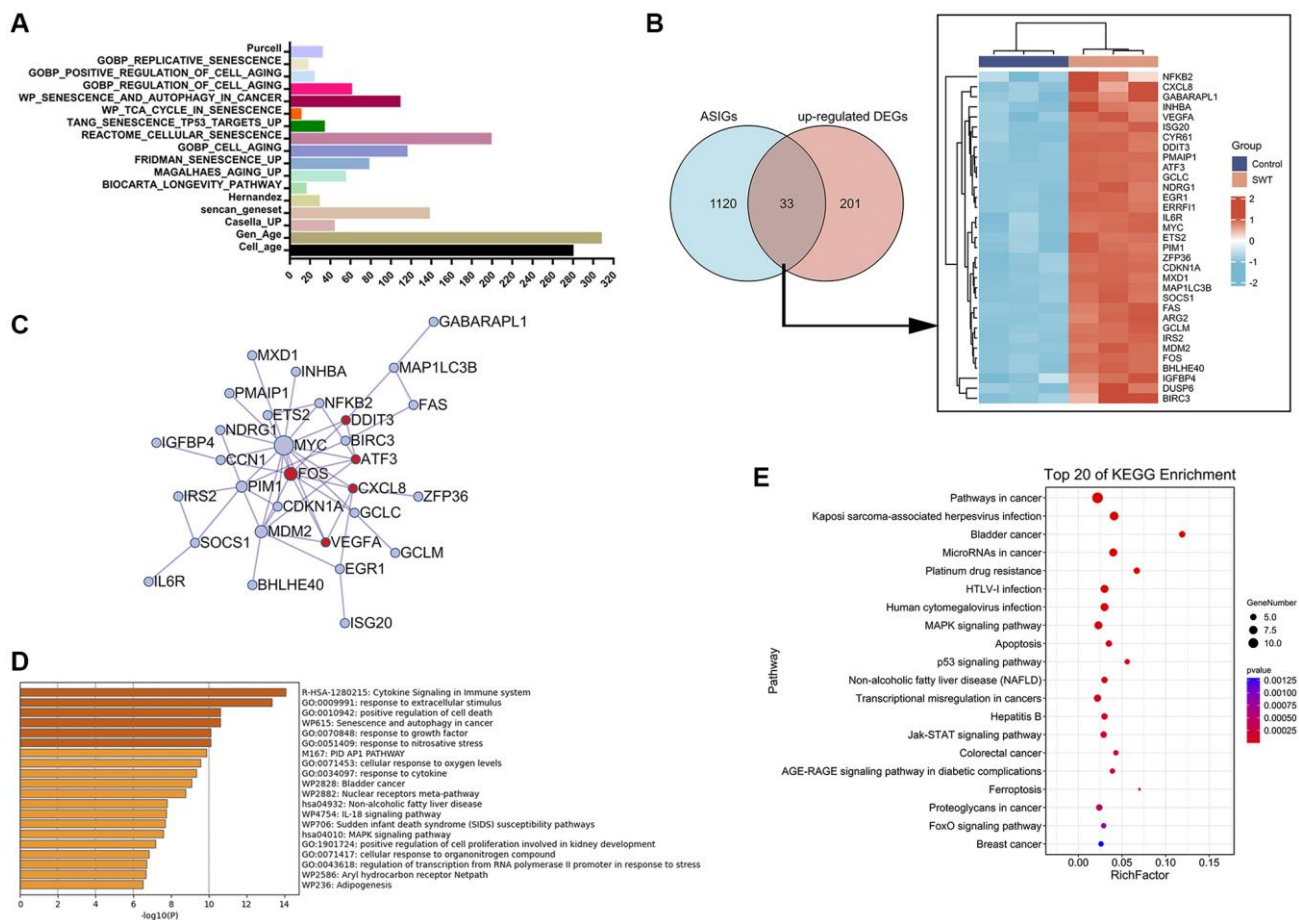 A
Purcell
GOBP_REPLICATIVE_SENESCENCE
GOBP_POSITIVE_REGULATION_OF_CELL_AGING
GOBP_REGULATION_OF_CELL_AGING
WP_SENESCENCE_AND_AUTOPHAGY_IN_CANCER
WP_TCA_CYCLE_IN_SENESCENCE
TANG_SENESCENCE_TP53_TARGETS_UP
REACTOME_CELLULAR_SENESCENCE
GOBP_CELL_AGING
FRIDMAN_SENESCENCE_UP
MAGALHAES_AGING_UP
BIOCARTA_LONGEVITY_PATHWAY
Hernandez
sencan_geneset
Casella_UP
Gen_Age
Cell_age
0 20 40 60 80 100 120 140 160 180 200 220 240 260 280 300 320
B
ASIGs
up-regulated DEGs
1120
33
201
NFKB2
CXCL8
GABARAPL1
INHBA
VEGFA
ISG20
CYR61
DDIT3
PMAIP1
ATF3
GCLC
NDRG1
EGR1
ERRFI1
IL6R
MYC
ETS2
PIM1
ZFP36
CDKN1A
MXD1
MAP1LC3B
SOCS1
FAS
ARG2
GCLM
IRS2
MDM2
FOS
BHLHE40
IGFBP4
DUSP6
BIRC3
Group
Control
SWT
2
1
0
-1
-2
C
GABARAPL1
MXD1
MAP1LC3B
INHBA
PMAIP1
NFKB2
FAS
ETS2
DDIT3
NDRG1
BIRC3
IGFBP4
MYC
CCN1
ATF3
FOS
PIM1
CXCL8
IRS2
ZFP36
CDKN1A
GCLC
MDM2
SOCS1
VEGFA
GCLM
EGR1
IL6R
BHLHE40
ISG20
D
R-HSA-1280215: Cytokine Signaling in Immune system
GO:0009991: response to extracellular stimulus
GO:0010942: positive regulation of cell death
WP615: Senescence and autophagy in cancer
GO:0070848: response to growth factor
GO:0051409: response to nitrosative stress
M167: PID AP1 PATHWAY
GO:0071453: cellular response to oxygen levels
GO:0034097: response to cytokine
WP2828: Bladder cancer
WP2882: Nuclear receptors meta-pathway
hsa04932: Non-alcoholic fatty liver disease
WP4754: IL-18 signaling pathway
WP706: Sudden infant death syndrome (SIDS) susceptibility pathways
hsa04010: MAPK signaling pathway
GO:1901724: positive regulation of cell proliferation involved in kidney development
GO:0071417: cellular response to organonitrogen compound
GO:0043618: regulation of transcription from RNA polymerase II promoter in response to stress
WP2586: Aryl hydrocarbon receptor Netpath
WP236: Adipogenesis
0 2 4 6 8 10 12 14
-log10(P)
E
Top 20 of KEGG Enrichment
Pathway
Pathways in cancer
Kaposi sarcoma-associated herpesvirus infection
Bladder cancer
MicroRNAs in cancer
Platinum drug resistance
HTLV-I infection
Human cytomegalovirus infection
MAPK signaling pathway
Apoptosis
p53 signaling pathway
Non-alcoholic fatty liver disease (NAFLD)
Transcriptional misregulation in cancers
Hepatitis B
Jak-STAT signaling pathway
Colorectal cancer
AGE-RAGE signaling pathway in diabetic complications
Ferroptosis
Proteoglycans in cancer
FoxO signaling pathway
Breast cancer
0.00 0.05 0.10 0.15
RichFactor
GeneNumber
5.0
7.5
10.0
pvalue
0.00125
0.00100
0.00075
0.00050
0.00025